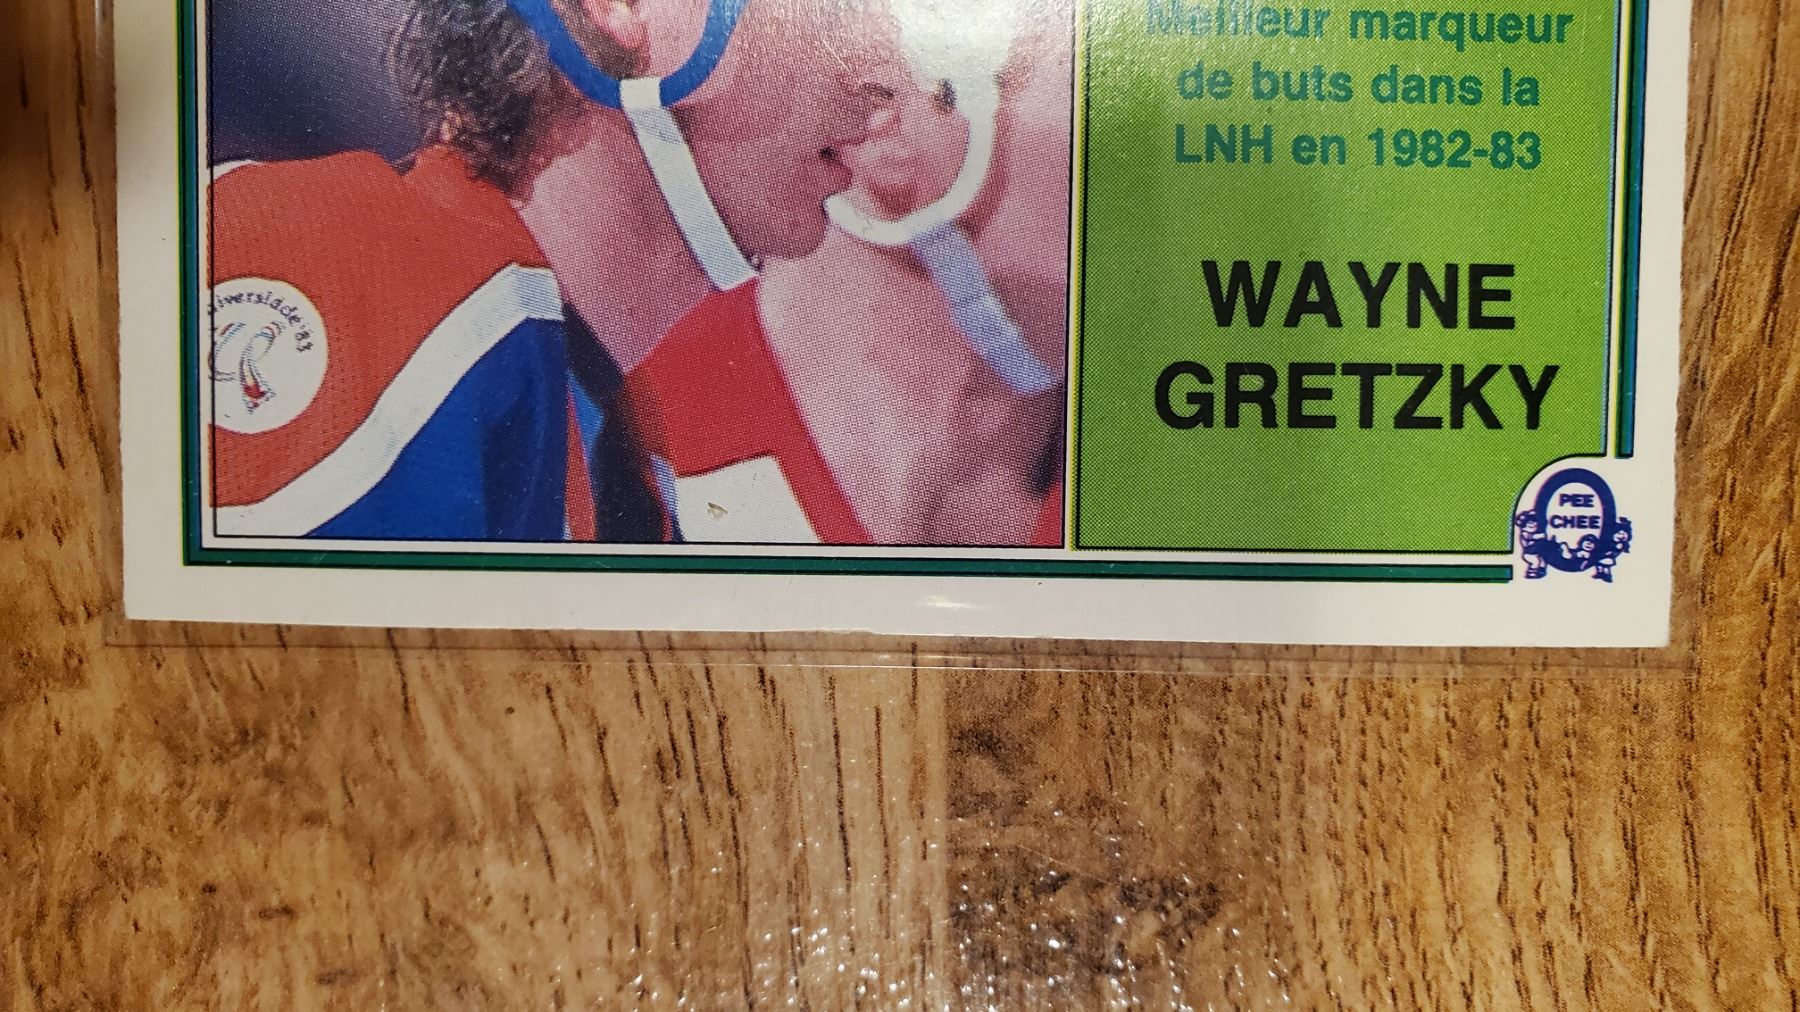 Meilleur marqueur
de buts dans la
LNH en 1982-83
WAYNE
GRETZKY
PEE
CHEE